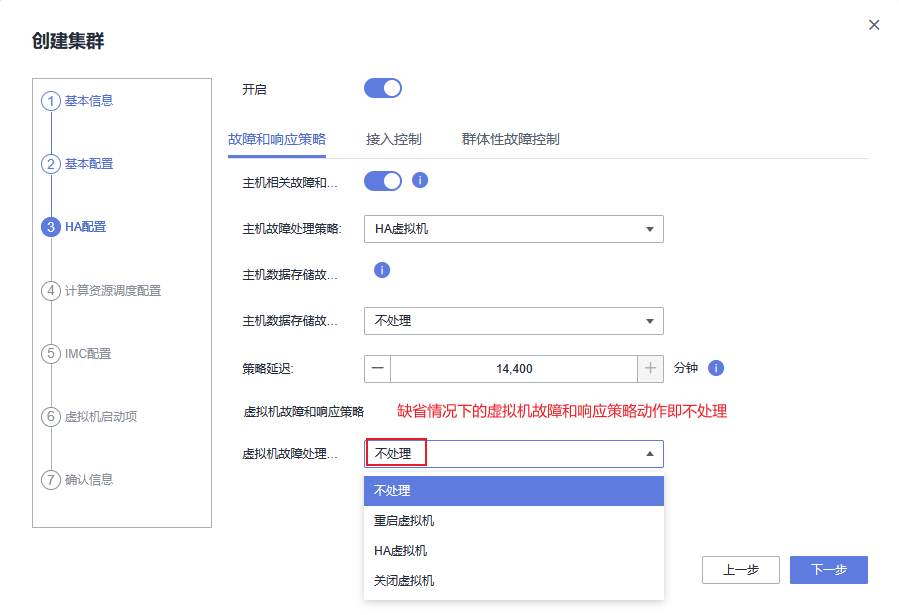 创建集群
1 基本信息
2 基本配置
3 HA配置
4 计算资源调度配置
5 IMC配置
6 虚拟机启动项
7 确认信息
开启
故障和响应策略 接入控制 群体性故障控制
主机相关故障和...
主机故障处理策略: HA虚拟机
主机数据存储故...
主机数据存储故... 不处理
策略延迟: 14,400 分钟
虚拟机故障和响应策略 缺省情况下的虚拟机故障和响应策略动作即不处理
虚拟机故障处理... 不处理
不处理
重启虚拟机
HA虚拟机
关闭虚拟机
上一步 下一步